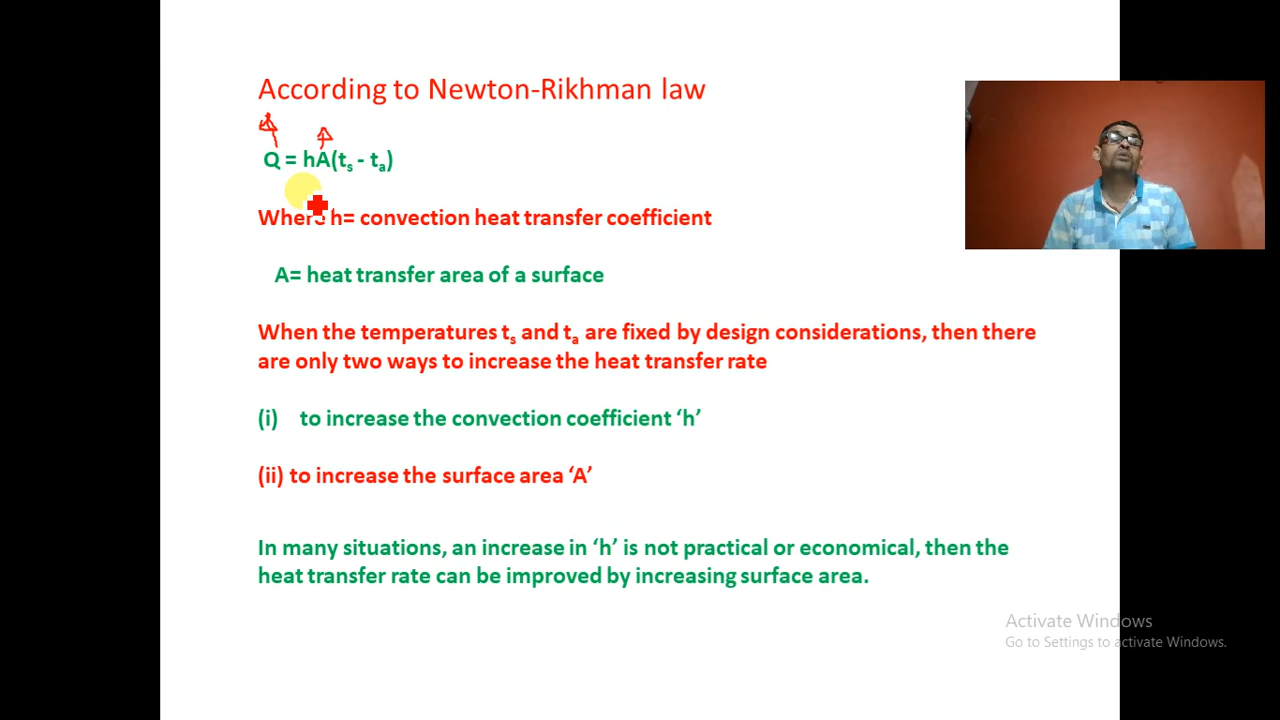 According to Newton-Rikhman law
Q = hA(ts - ta)
Where h= convection heat transfer coefficient
A= heat transfer area of a surface
When the temperatures ts and ta are fixed by design considerations, then there
are only two ways to increase the heat transfer rate
(i) to increase the convection coefficient ‘h’
(ii) to increase the surface area ‘A’
In many situations, an increase in ‘h’ is not practical or economical, then the
heat transfer rate can be improved by increasing surface area.
Activate Windows
Go to Settings to activate Windows.